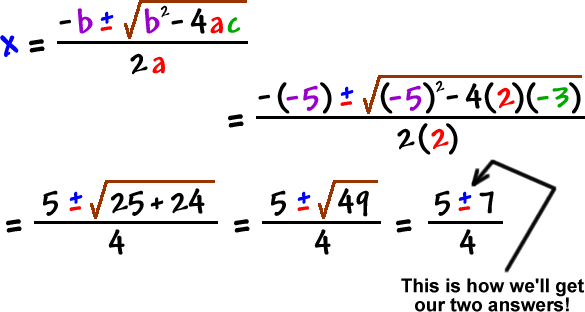 x = (-b ± √(b² - 4ac)) / (2a)
= (-(-5) ± √((-5)² - 4(2)(-3))) / (2(2))
= (5 ± √(25 + 24)) / 4 = (5 ± √49) / 4 = (5 ± 7) / 4
This is how we'll get
our two answers!